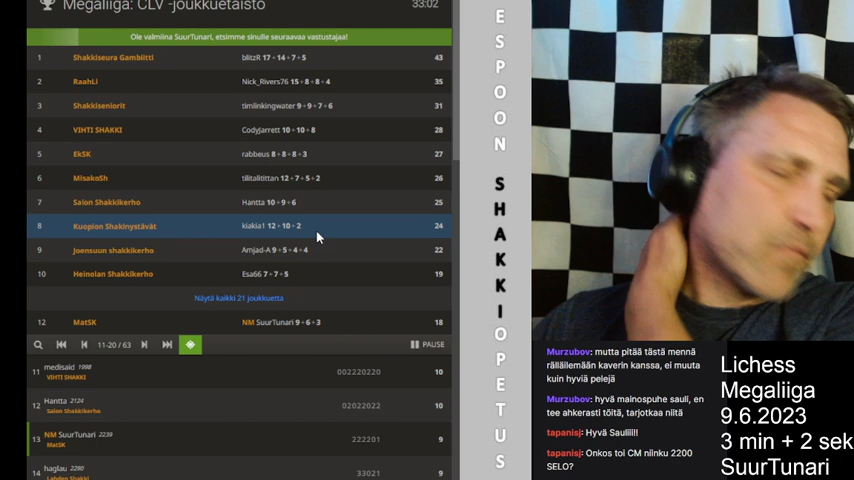 Megaliiga: CLV -joukkuetaisto 33:02
Ole valmiina SuurTunari, etsimme sinulle seuraavaa vastustajaa!
1 Shakkiseura Gambiitti blitzR 17 + 14 + 7 + 5 43
2 RaahLi Nick_Rivers76 15 + 8 + 8 + 4 35
3 Shakkiseniorit timlinkingwater 9 + 9 + 7 + 6 31
4 VIHTI SHAKKI CodyJarrett 10 + 10 + 8 28
5 EkSK rabbeus 8 + 8 + 8 + 3 27
6 MisakoSh tilitalitittan 12 + 7 + 5 + 2 26
7 Salon Shakkikerho Hantta 10 + 9 + 6 25
8 Kuopion Shakinystävät kiakia1 12 + 10 + 2 24
9 Joensuun shakkikerho Amjad-A 9 + 5 + 4 + 4 22
10 Heinolan Shakkikerho Esa66 7 + 7 + 5 19
Näytä kaikki 21 joukkuetta
12 MatSK NM SuurTunari 9 + 6 + 3 18
11-20 / 63 PAUSE
11 medisaid 1998 002220220 10
VIHTI SHAKKI
12 Hantta 2124 02022022 10
Salon Shakkikerho
13 NM SuurTunari 2239 222201 9
MatSK
14 haglau 2290 33021 9
Lahden Shakki
ESPOON
SHAKKI
OPETUS
Murzubov: mutta pitää tästä mennä
rälläilemään kaverin kanssa, ei muuta
kuin hyviä pelejä
Murzubov: hyvä mainospuhe sauli, en
tee ahkerasti töitä, tarjotkaa niitä
tapanisj: Hyvä Sauliii!!
tapanisj: Onkos toi CM niinku 2200
SELO?
Lichess
Megaliiga
9.6.2023
3 min + 2 sek
SuurTunari